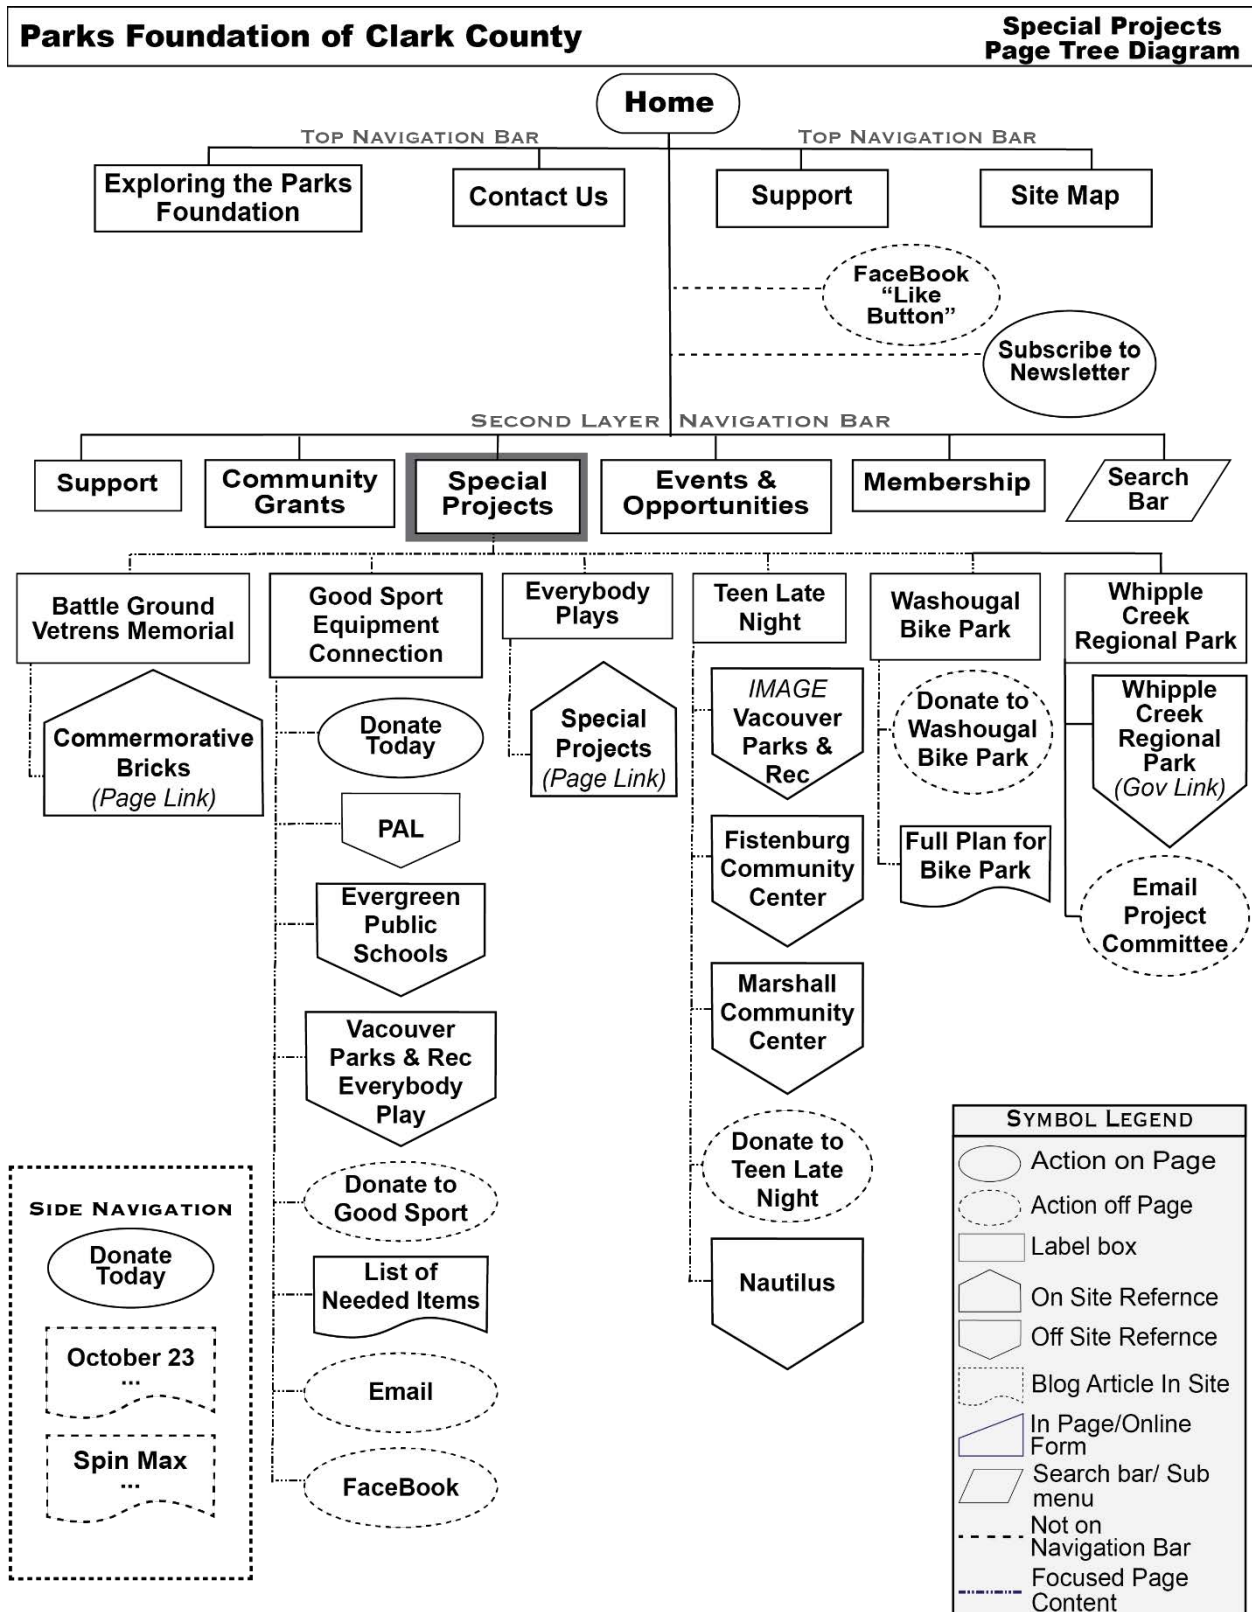 Parks Foundation of Clark County
Special Projects
Page Tree Diagram
Home
TOP NAVIGATION BAR
TOP NAVIGATION BAR
Exploring the Parks
Foundation
Contact Us
Support
Site Map
FaceBook
“Like
Button”
Subscribe to
Newsletter
SECOND LAYER NAVIGATION BAR
Support
Community
Grants
Special
Projects
Events &
Opportunities
Membership
Search
Bar
Battle Ground
Vetrens Memorial
Good Sport
Equipment
Connection
Everybody
Plays
Teen Late
Night
Washougal
Bike Park
Whipple
Creek
Regional Park
Commermorative
Bricks
(Page Link)
Donate
Today
PAL
Evergreen
Public
Schools
Vacouver
Parks & Rec
Everybody
Play
Donate to
Good Sport
List of
Needed Items
Email
FaceBook
Special
Projects
(Page Link)
IMAGE
Vacouver
Parks &
Rec
Fistenburg
Community
Center
Marshall
Community
Center
Donate to
Teen Late
Night
Nautilus
Donate to
Washougal
Bike Park
Full Plan for
Bike Park
Whipple
Creek
Regional
Park
(Gov Link)
Email
Project
Committee
SIDE NAVIGATION
Donate
Today
October 23
...
Spin Max
...
SYMBOL LEGEND
Action on Page
Action off Page
Label box
On Site Refernce
Off Site Refernce
Blog Article In Site
In Page/Online
Form
Search bar/ Sub
menu
Not on
Navigation Bar
Focused Page
Content